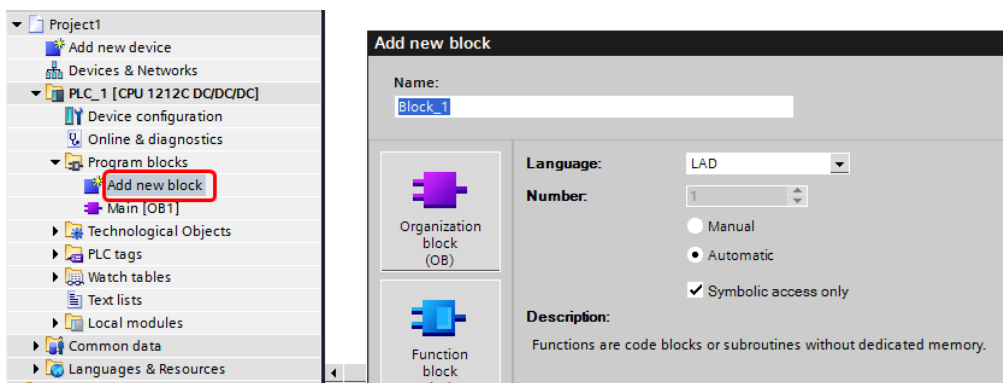 Project1
Add new device
Devices & Networks
PLC_1 [CPU 1212C DC/DC/DC]
Device configuration
Online & diagnostics
Program blocks
Add new block
Main [OB1]
Technological Objects
PLC tags
Watch tables
Text lists
Local modules
Common data
Languages & Resources
Add new block
Name:
Block_1
Organization
block
(OB)
Function
block
Language:
LAD
Number:
1
Manual
Automatic
Symbolic access only
Description:
Functions are code blocks or subroutines without dedicated memory.